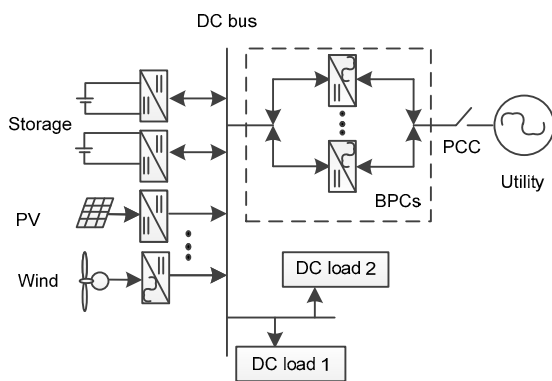 DC bus
Storage
PCC
Utility
BPCs
PV
Wind
DC load 2
DC load 1